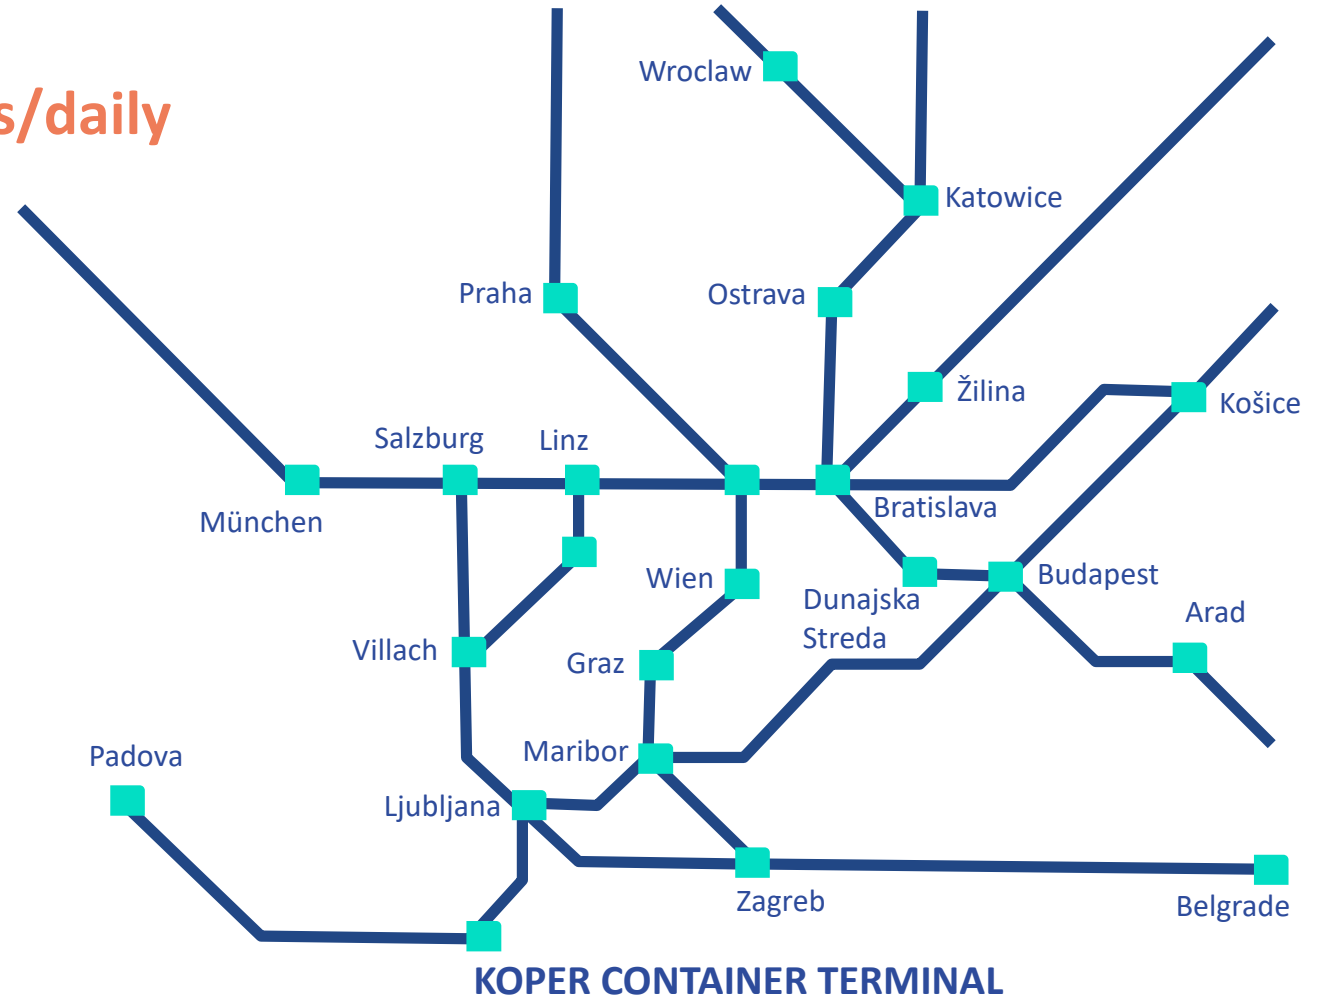 Wroclaw
s/daily
Katowice
Praha
Ostrava
Žilina
Košice
Salzburg
Linz
München
Bratislava
Wien
Dunajska
Streda
Budapest
Arad
Villach
Graz
Padova
Maribor
Ljubljana
Zagreb
Belgrade
KOPER CONTAINER TERMINAL